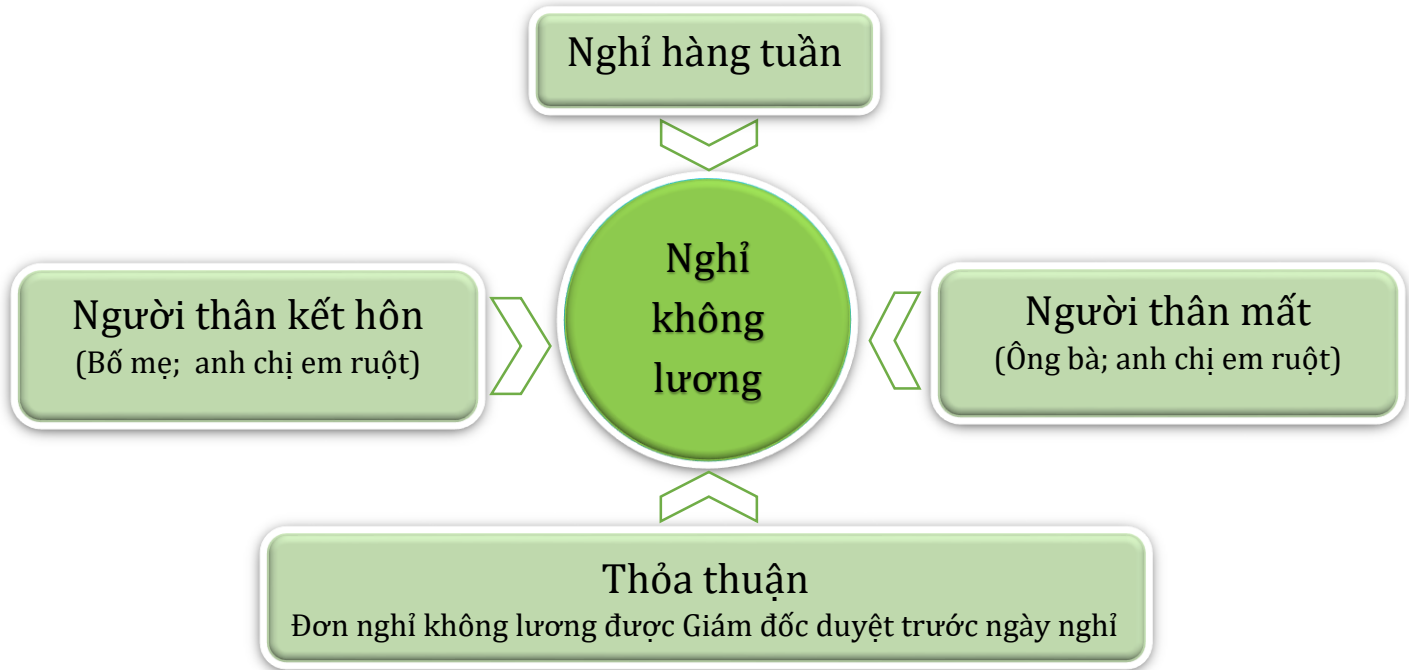 Nghỉ hàng tuần
Người thân kết hôn
(Bố mẹ; anh chị em ruột)
Nghỉ
không
lương
Người thân mất
(Ông bà; anh chị em ruột)
Thỏa thuận
Đơn nghỉ không lương được Giám đốc duyệt trước ngày nghỉ